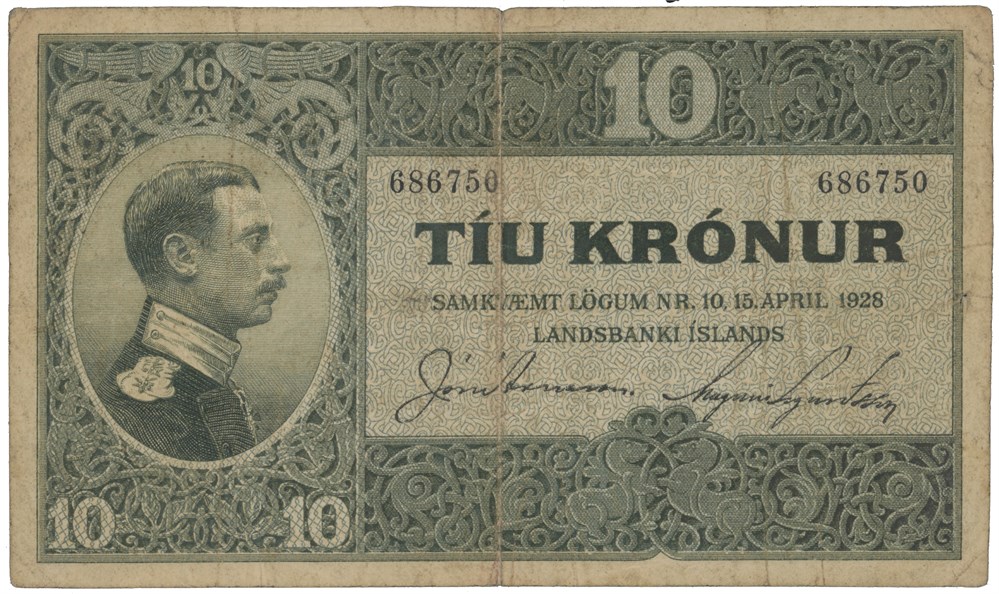 10
10
686750 686750
TÍU KRÓNUR
SAMKVÆMT LÖGUM NR. 10, 15. APRIL 1928
LANDSBANKI ÍSLANDS
10 10